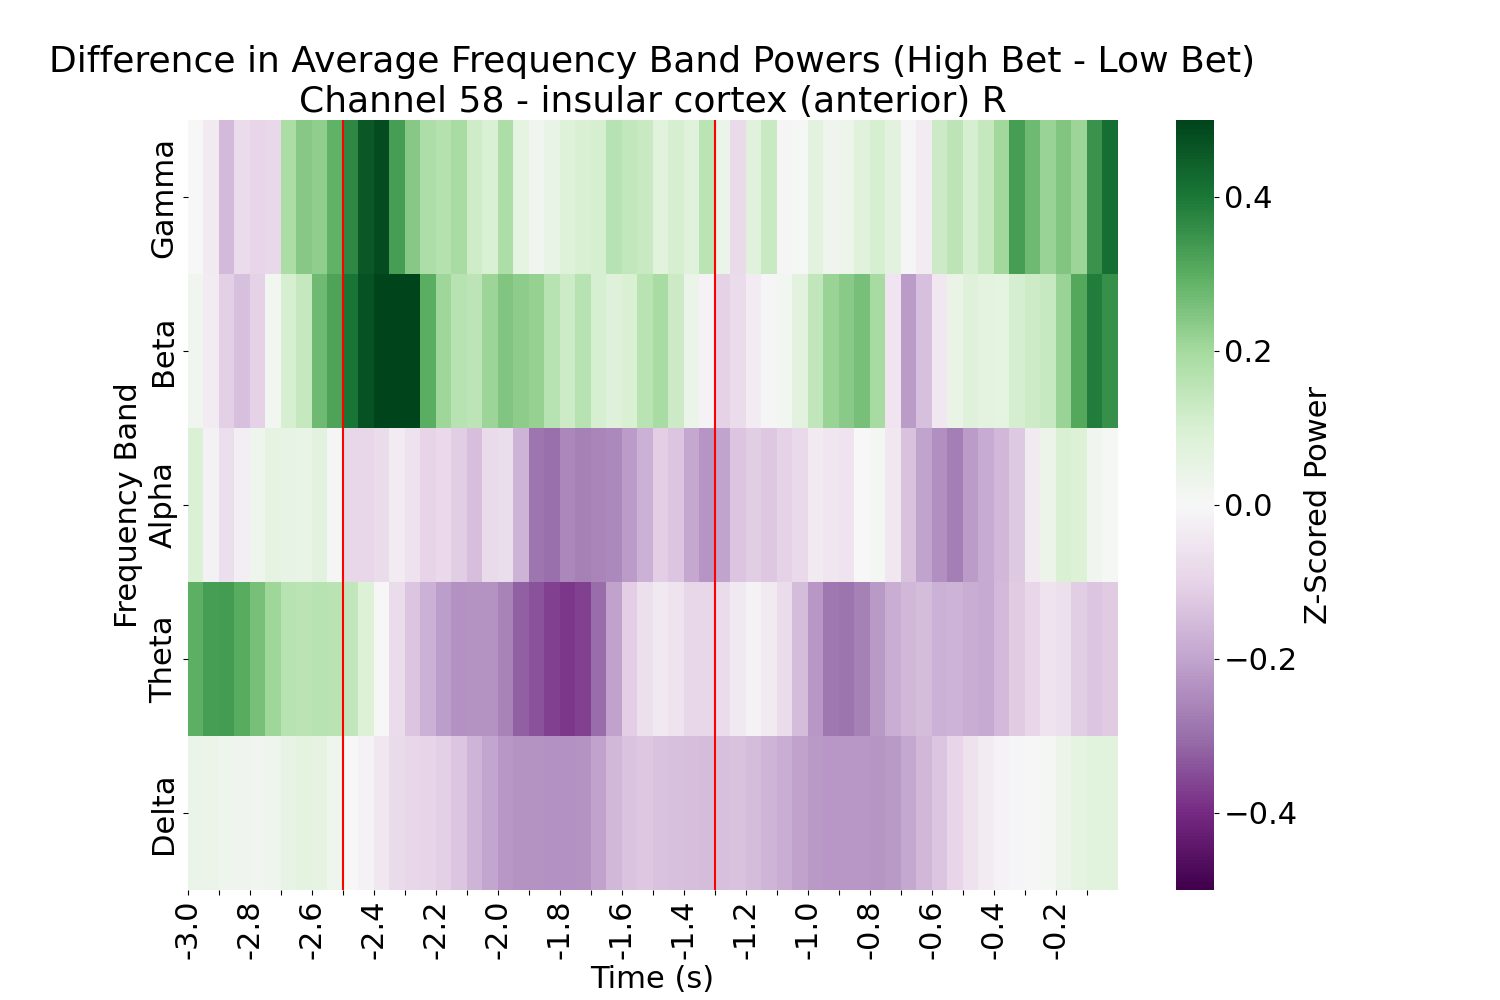 Difference in Average Frequency Band Powers (High Bet - Low Bet)
Channel 58 - insular cortex (anterior) R
Frequency Band
Gamma
Beta
Alpha
Theta
Delta
-3.0 -2.8 -2.6 -2.4 -2.2 -2.0 -1.8 -1.6 -1.4 -1.2 -1.0 -0.8 -0.6 -0.4 -0.2
Time (s)
0.4
0.2
0.0
−0.2
−0.4
Z-Scored Power